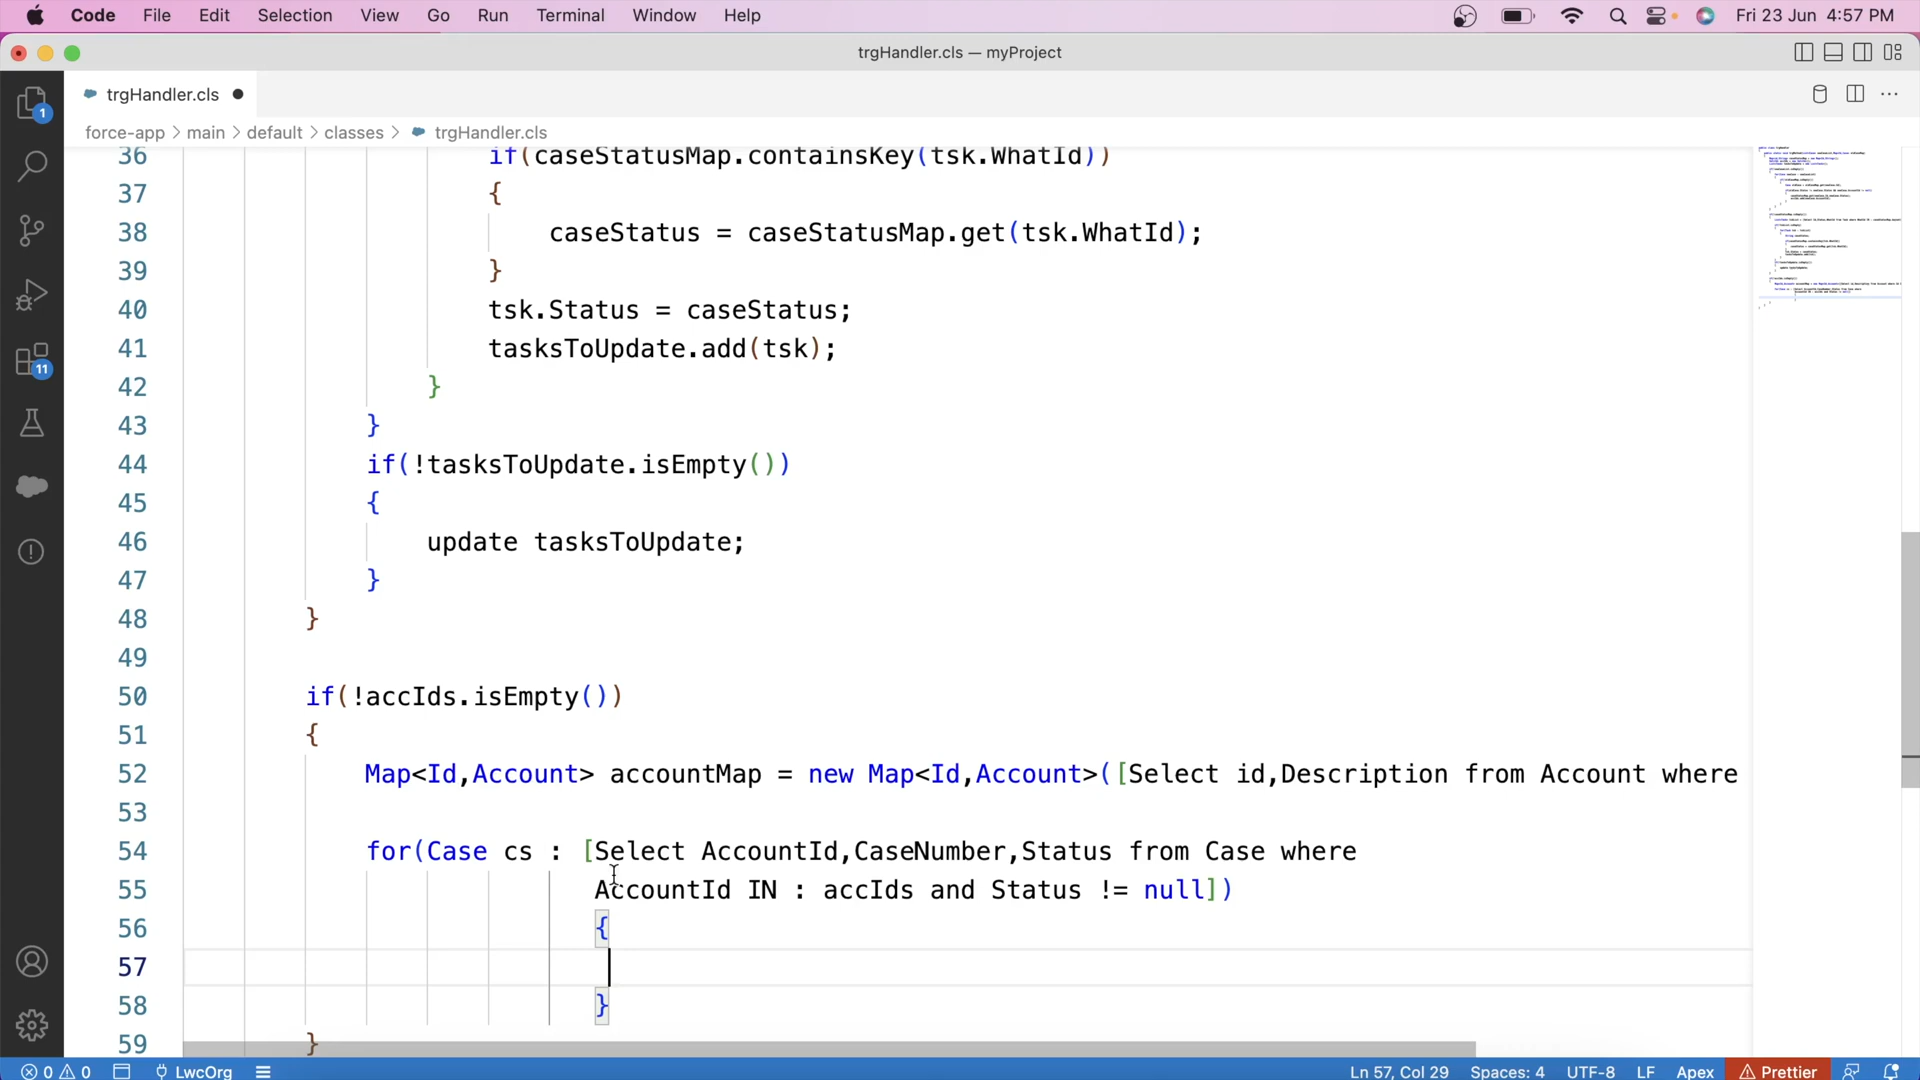 Code File Edit Selection View Go Run Terminal Window Help Fri 23 Jun 4:57 PM
trgHandler.cls — myProject
trgHandler.cls
force-app > main > default > classes > trgHandler.cls
1
11
36 if(caseStatusMap.containsKey(tsk.WhatId))
37 {
38 caseStatus = caseStatusMap.get(tsk.WhatId);
39 }
40 tsk.Status = caseStatus;
41 tasksToUpdate.add(tsk);
42 }
43 }
44 if(!tasksToUpdate.isEmpty())
45 {
46 update tasksToUpdate;
47 }
48 }
49
50 if(!accIds.isEmpty())
51 {
52 Map<Id,Account> accountMap = new Map<Id,Account>([Select id,Description from Account where
53
54 for(Case cs : [Select AccountId,CaseNumber,Status from Case where
55 AccountId IN : accIds and Status != null])
56 {
57
58 }
59 }
0 0 LwcOrg Ln 57, Col 29 Spaces: 4 UTF-8 LF Apex Prettier